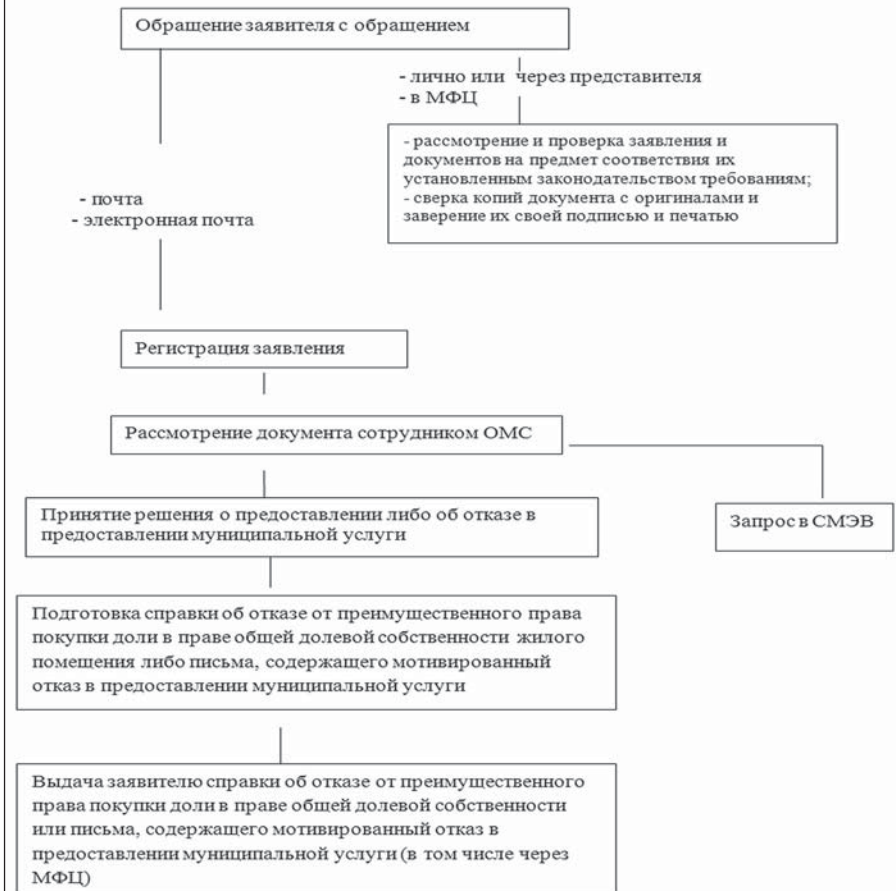 Обращение заявителя с обращением
- лично или через представителя
- в МФЦ
- рассмотрение и проверка заявления и
документов на предмет соответствия их
установленным законодательством требованиям;
- сверка копий документа с оригиналами и
заверение их своей подписью и печатью
- почта
- электронная почта
Регистрация заявления
Рассмотрение документа сотрудником ОМС
Принятие решения о предоставлении либо об отказе в
предоставлении муниципальной услуги
Запрос в СМЭВ
Подготовка справки об отказе от преимущественного права
покупки доли в праве общей долевой собственности жилого
помещения либо письма, содержащего мотивированный
отказ в предоставлении муниципальной услуги
Выдача заявителю справки об отказе от преимущественного
права покупки доли в праве общей долевой собственности
или письма, содержащего мотивированный отказ в
предоставлении муниципальной услуги (в том числе через
МФЦ)